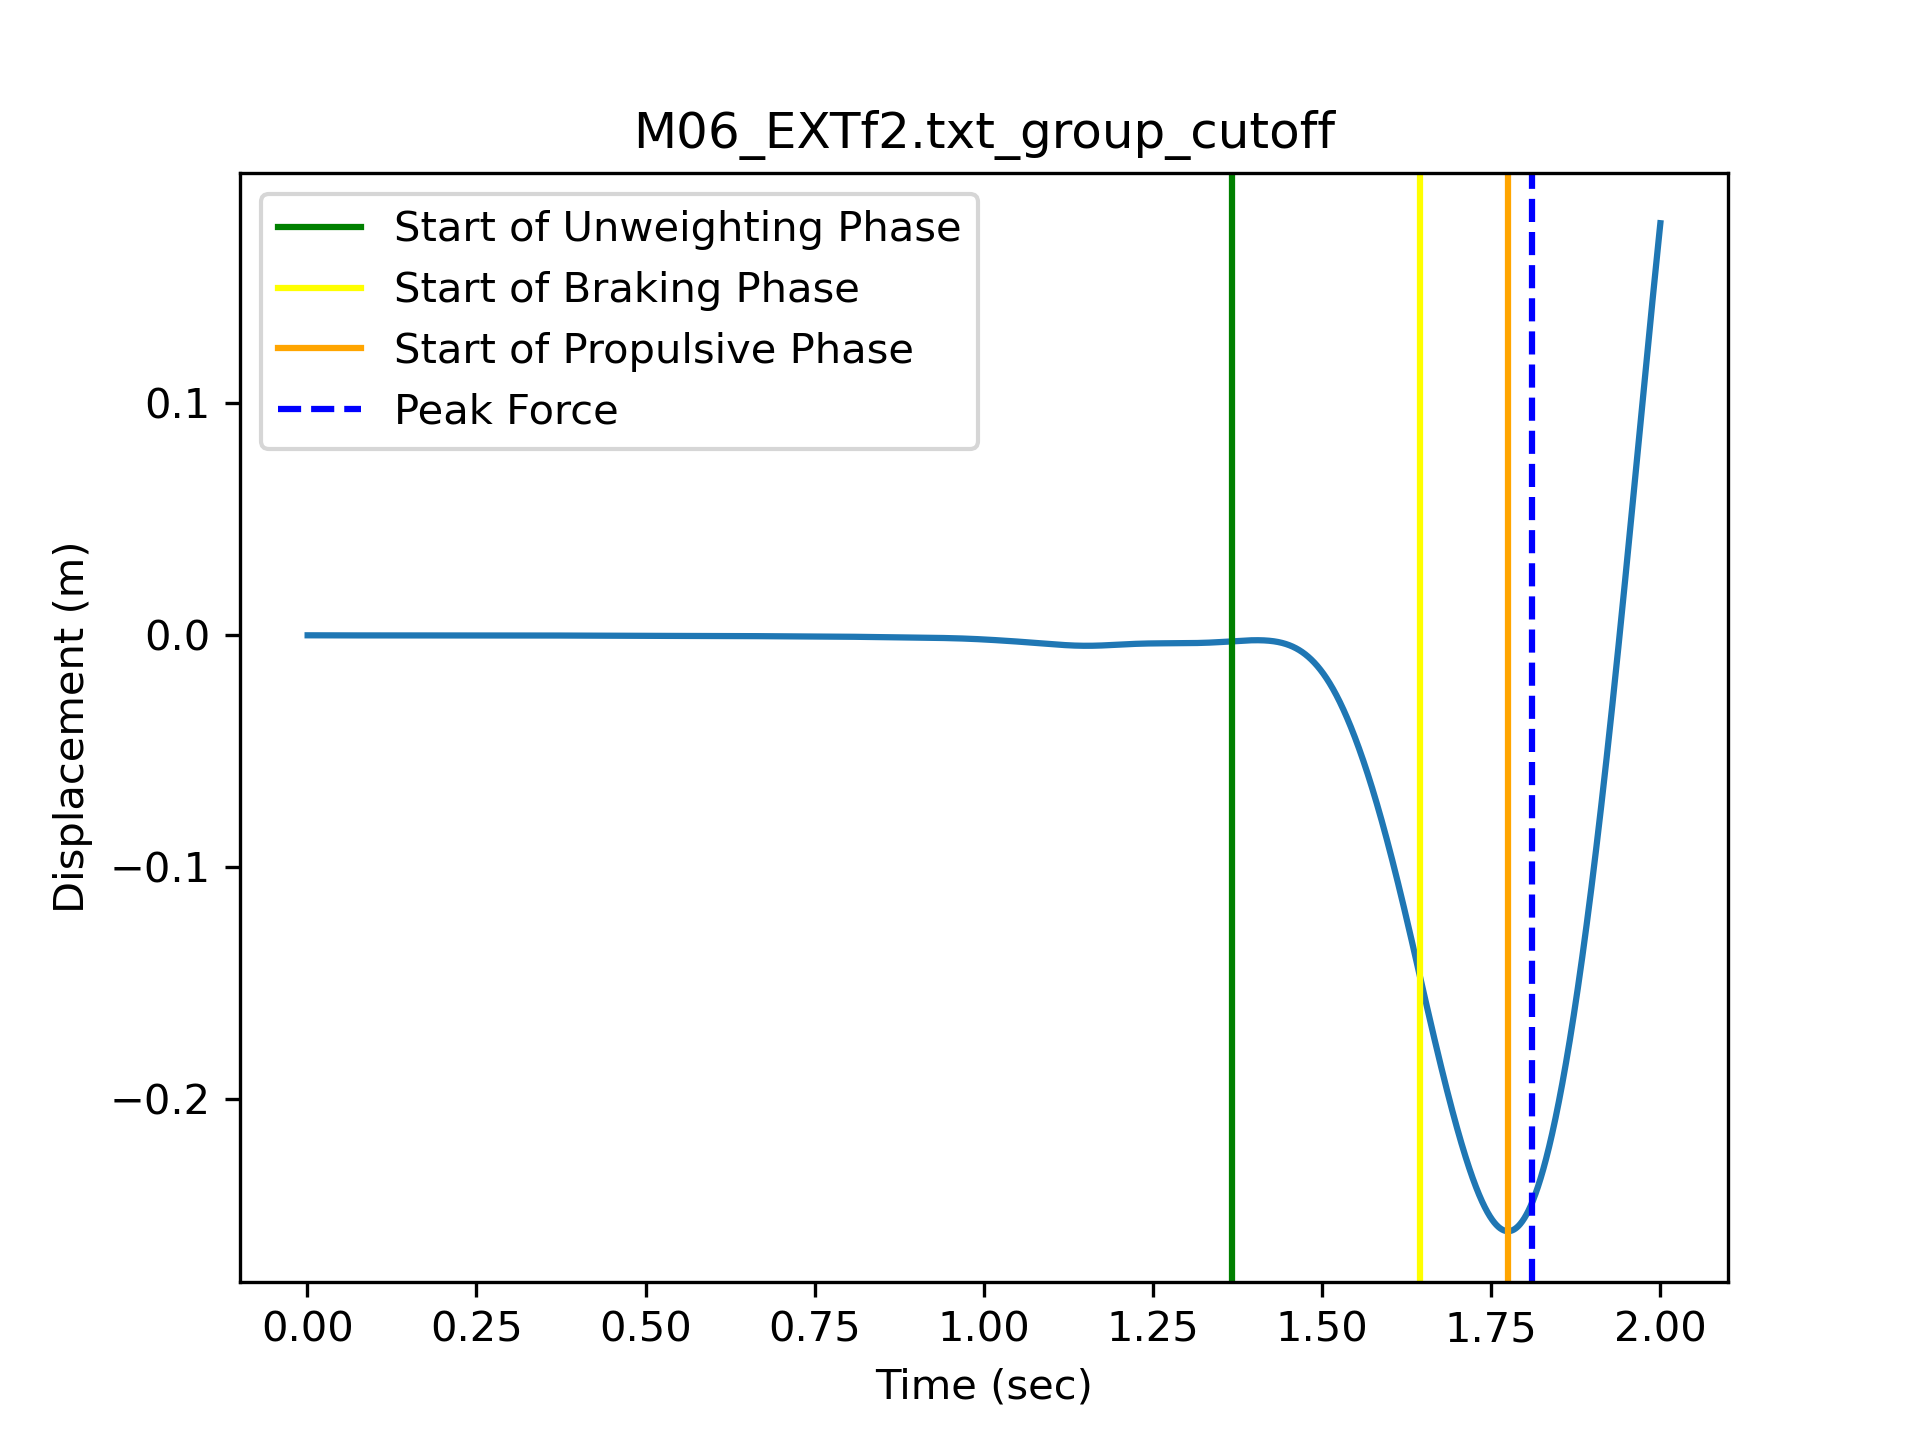 M06_EXTf2.txt_group_cutoff
Start of Unweighting Phase
Start of Braking Phase
Start of Propulsive Phase
Peak Force
0.1
0.0
−0.1
−0.2
Displacement (m)
0.00 0.25 0.50 0.75 1.00 1.25 1.50 1.75 2.00
Time (sec)